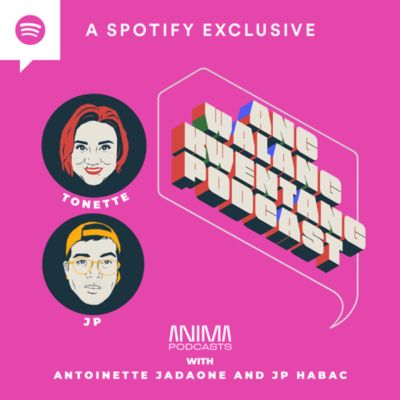 A SPOTIFY EXCLUSIVE
ANG
WALANG
KWENTANG
PODCAST
TONETTE
JP
ANIMA
PODCASTS
WITH
ANTOINETTE JADAONE AND JP HABAC